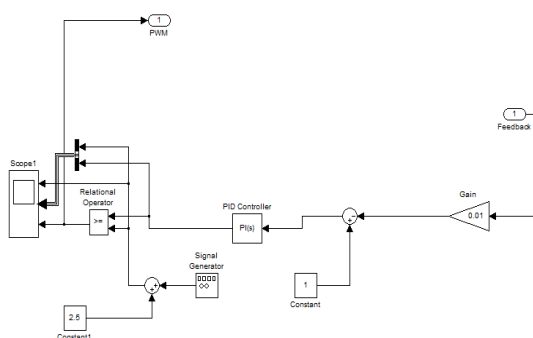 1
PWM
1
Feedback
Scope1
Relational
Operator
>=
PID Controller
PI(s)
Gain
0.01
Signal
Generator
1
Constant
2.5
Constant1